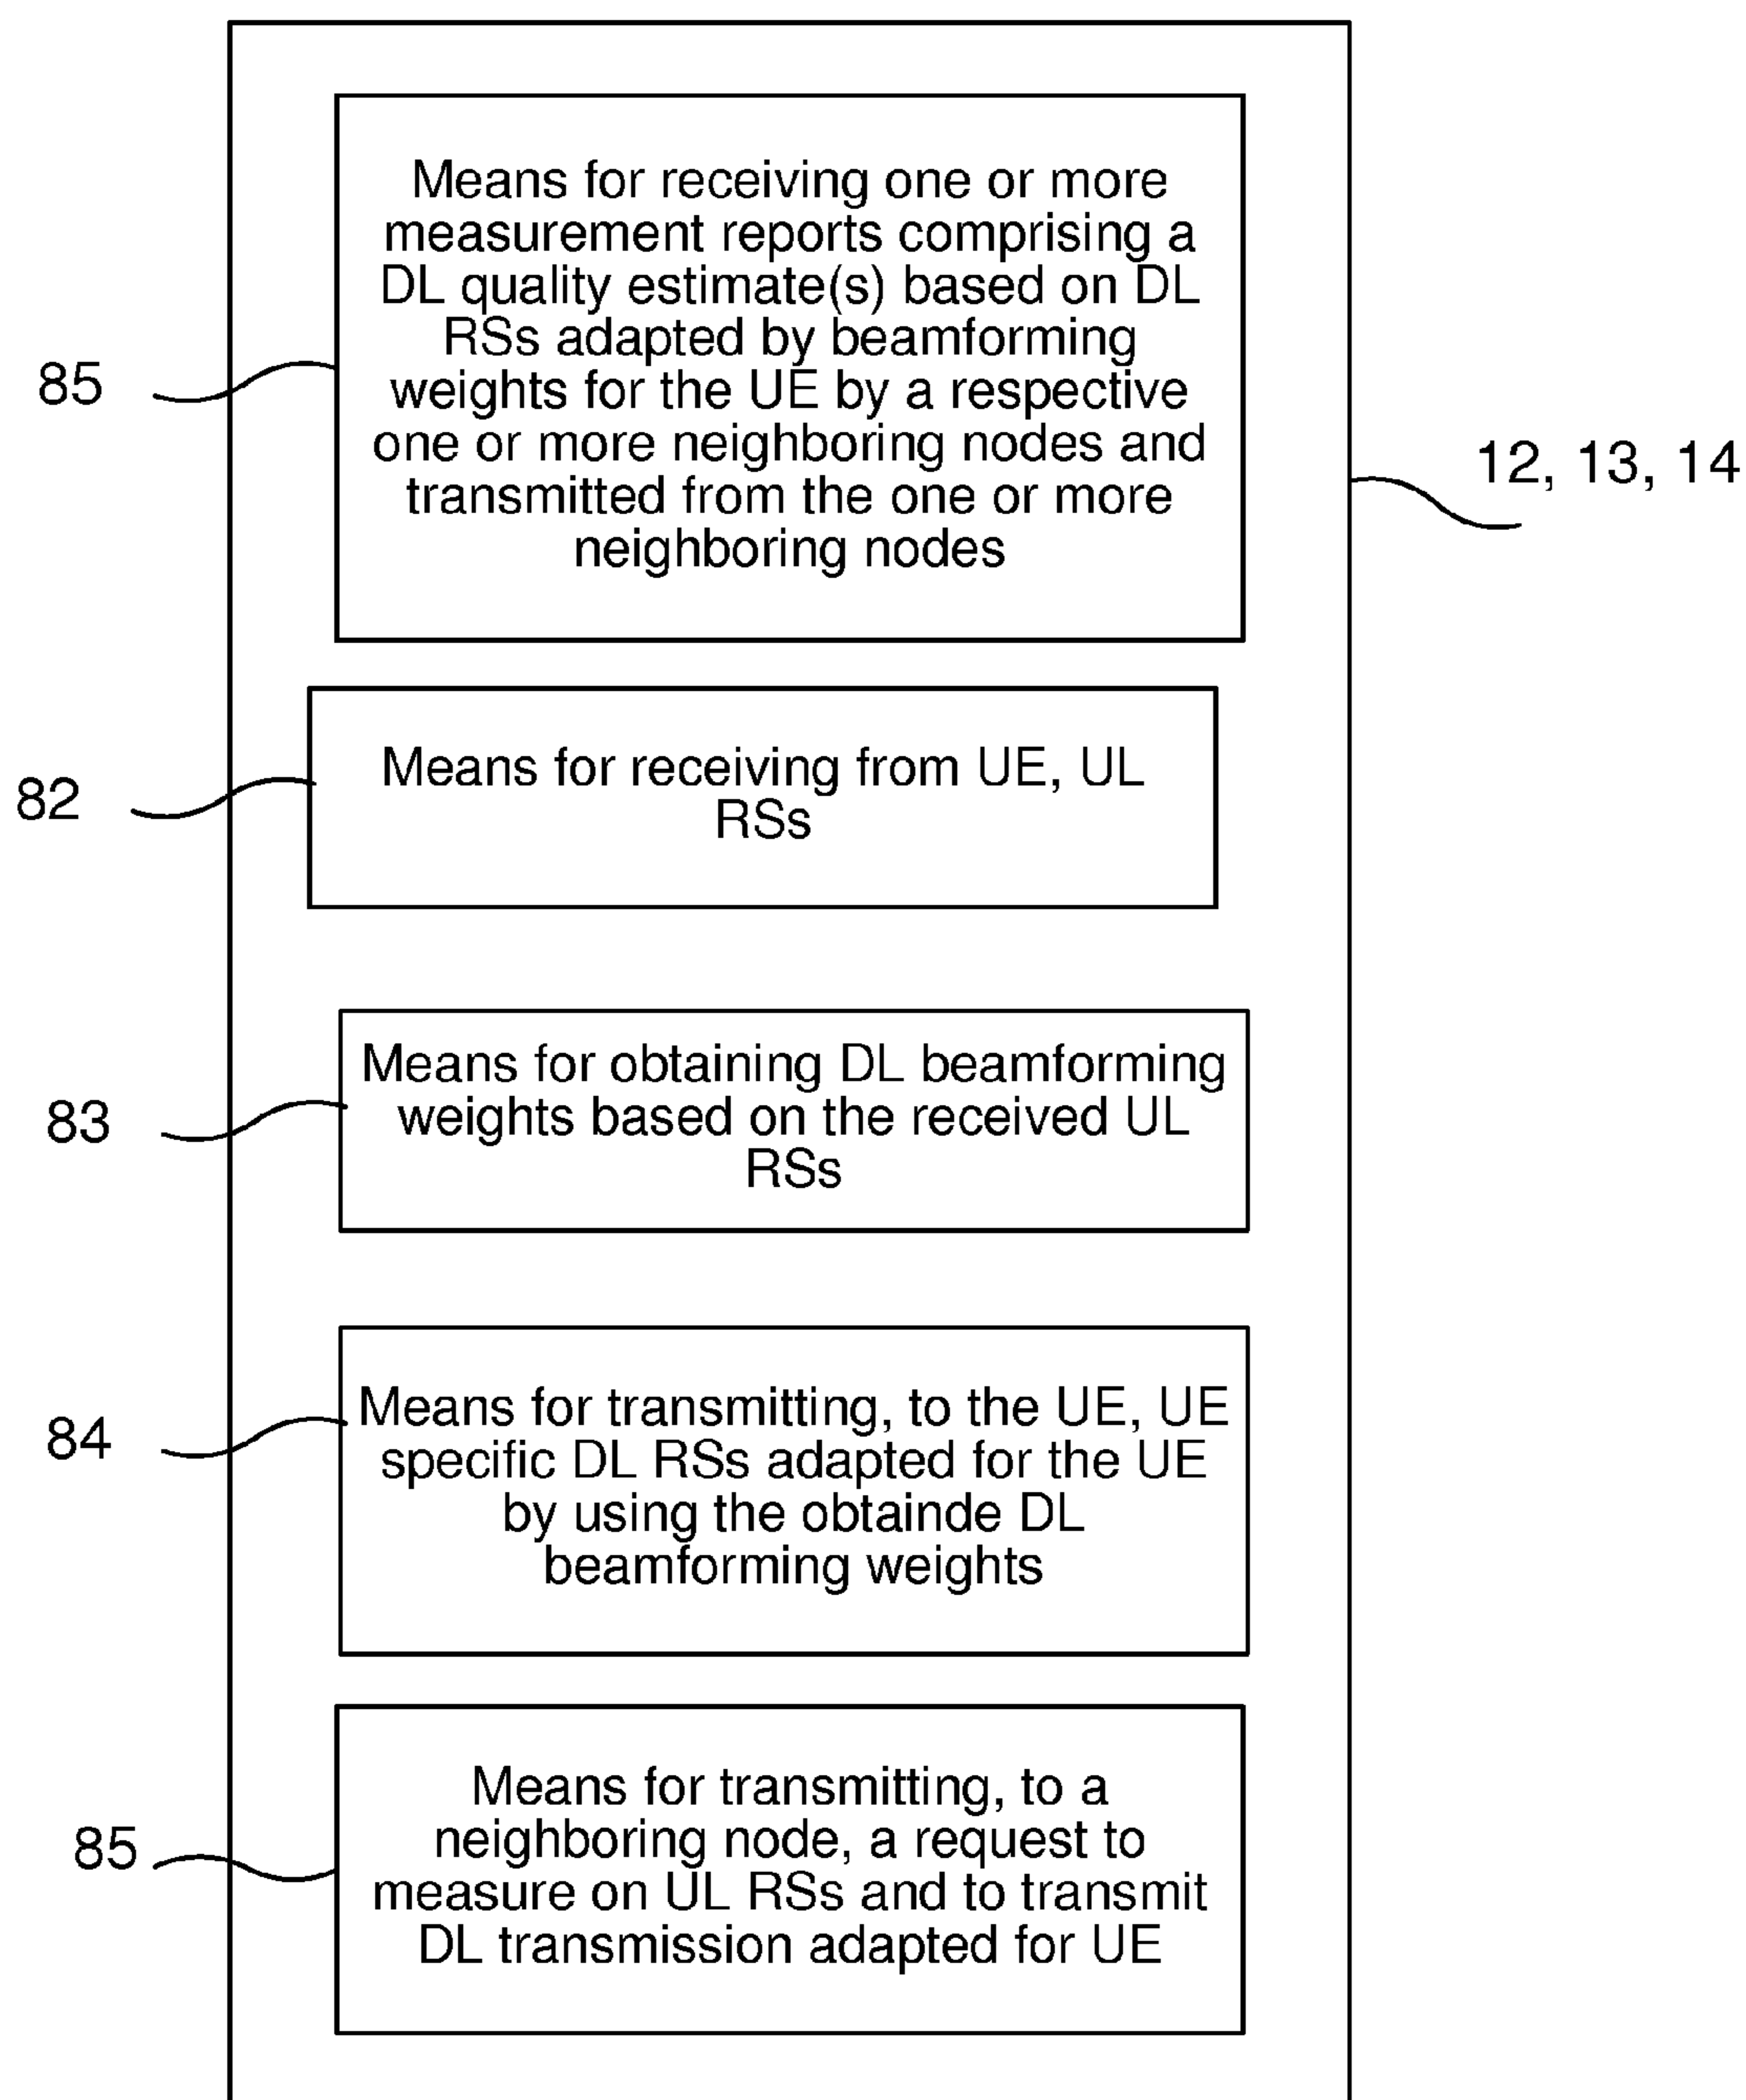 Means for receiving one or more
measurement reports comprising a
DL quality estimate(s) based on DL
RSs adapted by beamforming
weights for the UE by a respective
one or more neighboring nodes and
transmitted from the one or more
neighboring nodes
85
12, 13, 14
Means for receiving from UE, UL
RSs
82
Means for obtaining DL beamforming
weights based on the received UL
RSs
83
Means for transmitting, to the UE, UE
specific DL RSs adapted for the UE
by using the obtainde DL
beamforming weights
84
Means for transmitting, to a
neighboring node, a request to
measure on UL RSs and to transmit
DL transmission adapted for UE
85